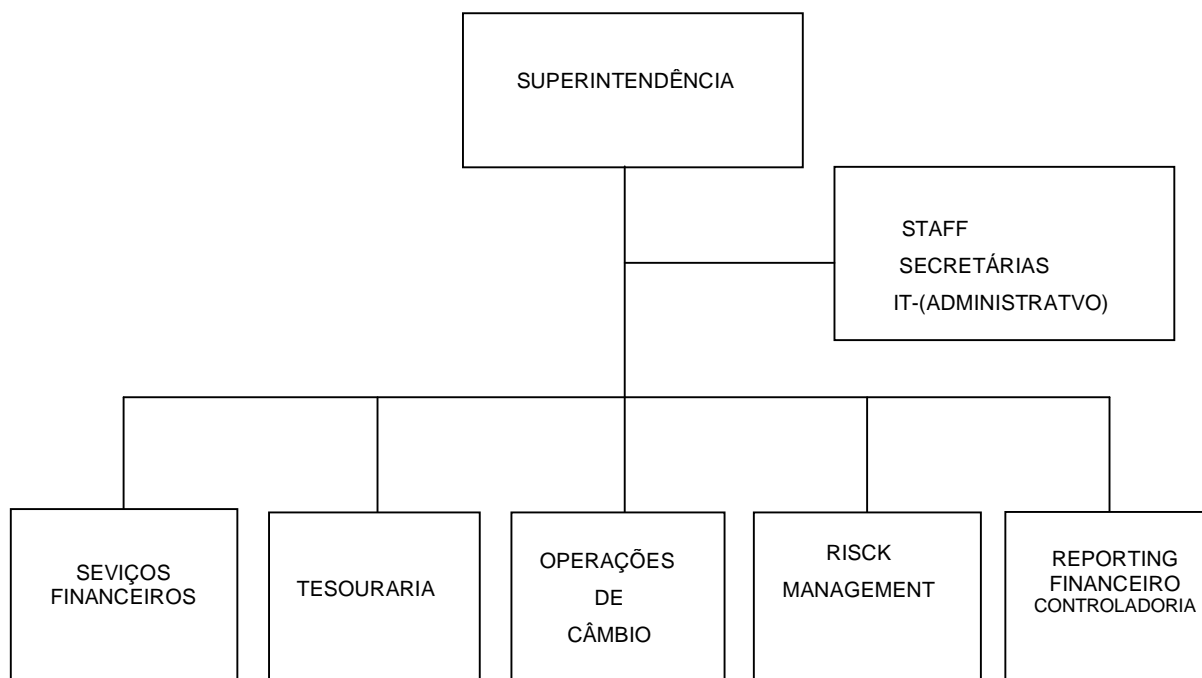 SUPERINTENDÊNCIA
STAFF
SECRETÁRIAS
IT-(ADMINISTRATVO)
SEVIÇOS
FINANCEIROS
TESOURARIA
OPERAÇÕES
DE
CÂMBIO
RISCK
MANAGEMENT
REPORTING
FINANCEIRO
CONTROLADORIA